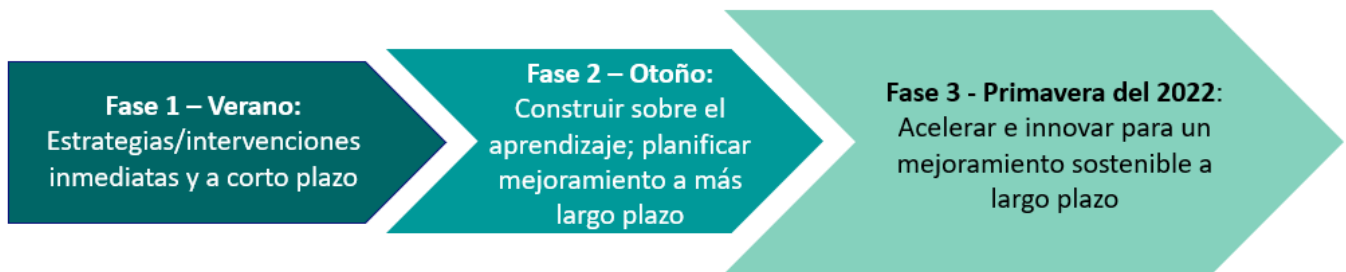 Fase 1 – Verano:
Estrategias/intervenciones
inmediatas y a corto plazo
Fase 2 – Otoño:
Construir sobre el
aprendizaje; planificar
mejoramiento a más
largo plazo
Fase 3 - Primavera del 2022:
Acelerar e innovar para un
mejoramiento sostenible a
largo plazo